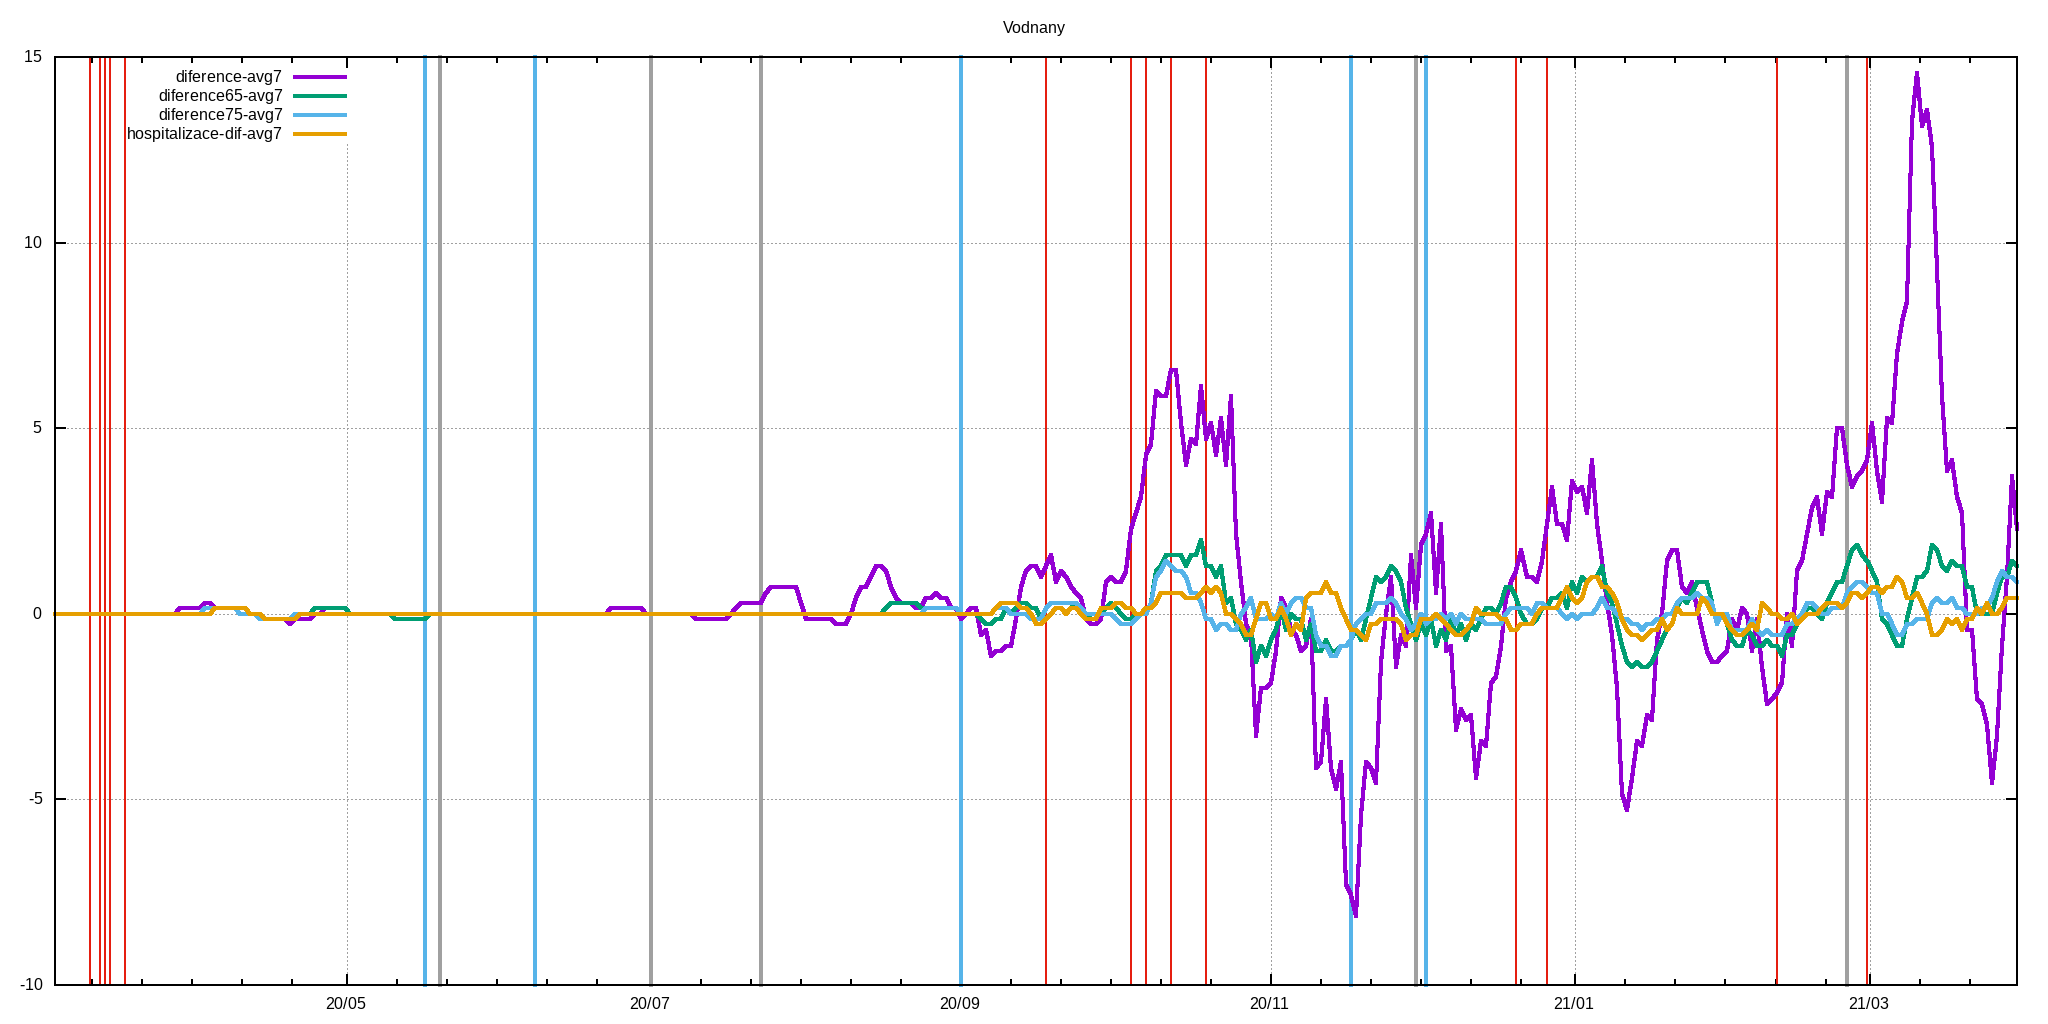 Vodnany
15
diference-avg7
diference65-avg7
diference75-avg7
hospitalizace-dif-avg7
10
5
0
-5
-10
20/05 20/07 20/09 20/11 21/01 21/03